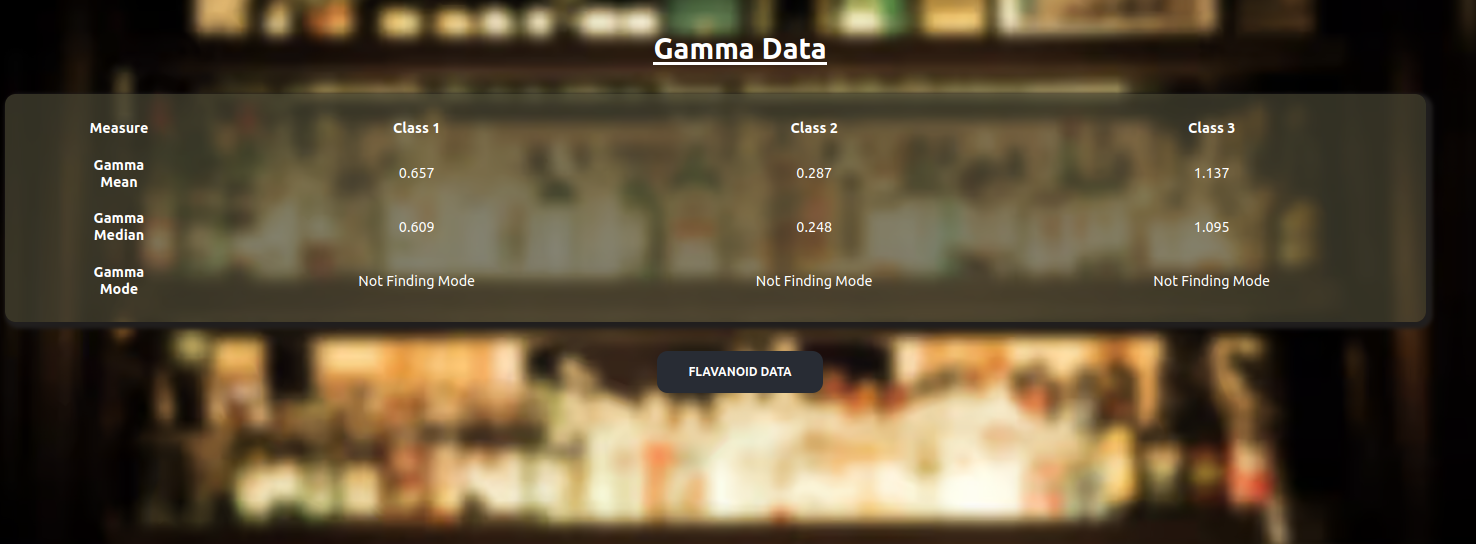 Gamma Data
Measure Class 1 Class 2 Class 3
Gamma
Mean 0.657 0.287 1.137
Gamma
Median 0.609 0.248 1.095
Gamma
Mode Not Finding Mode Not Finding Mode Not Finding Mode
FLAVANOID DATA